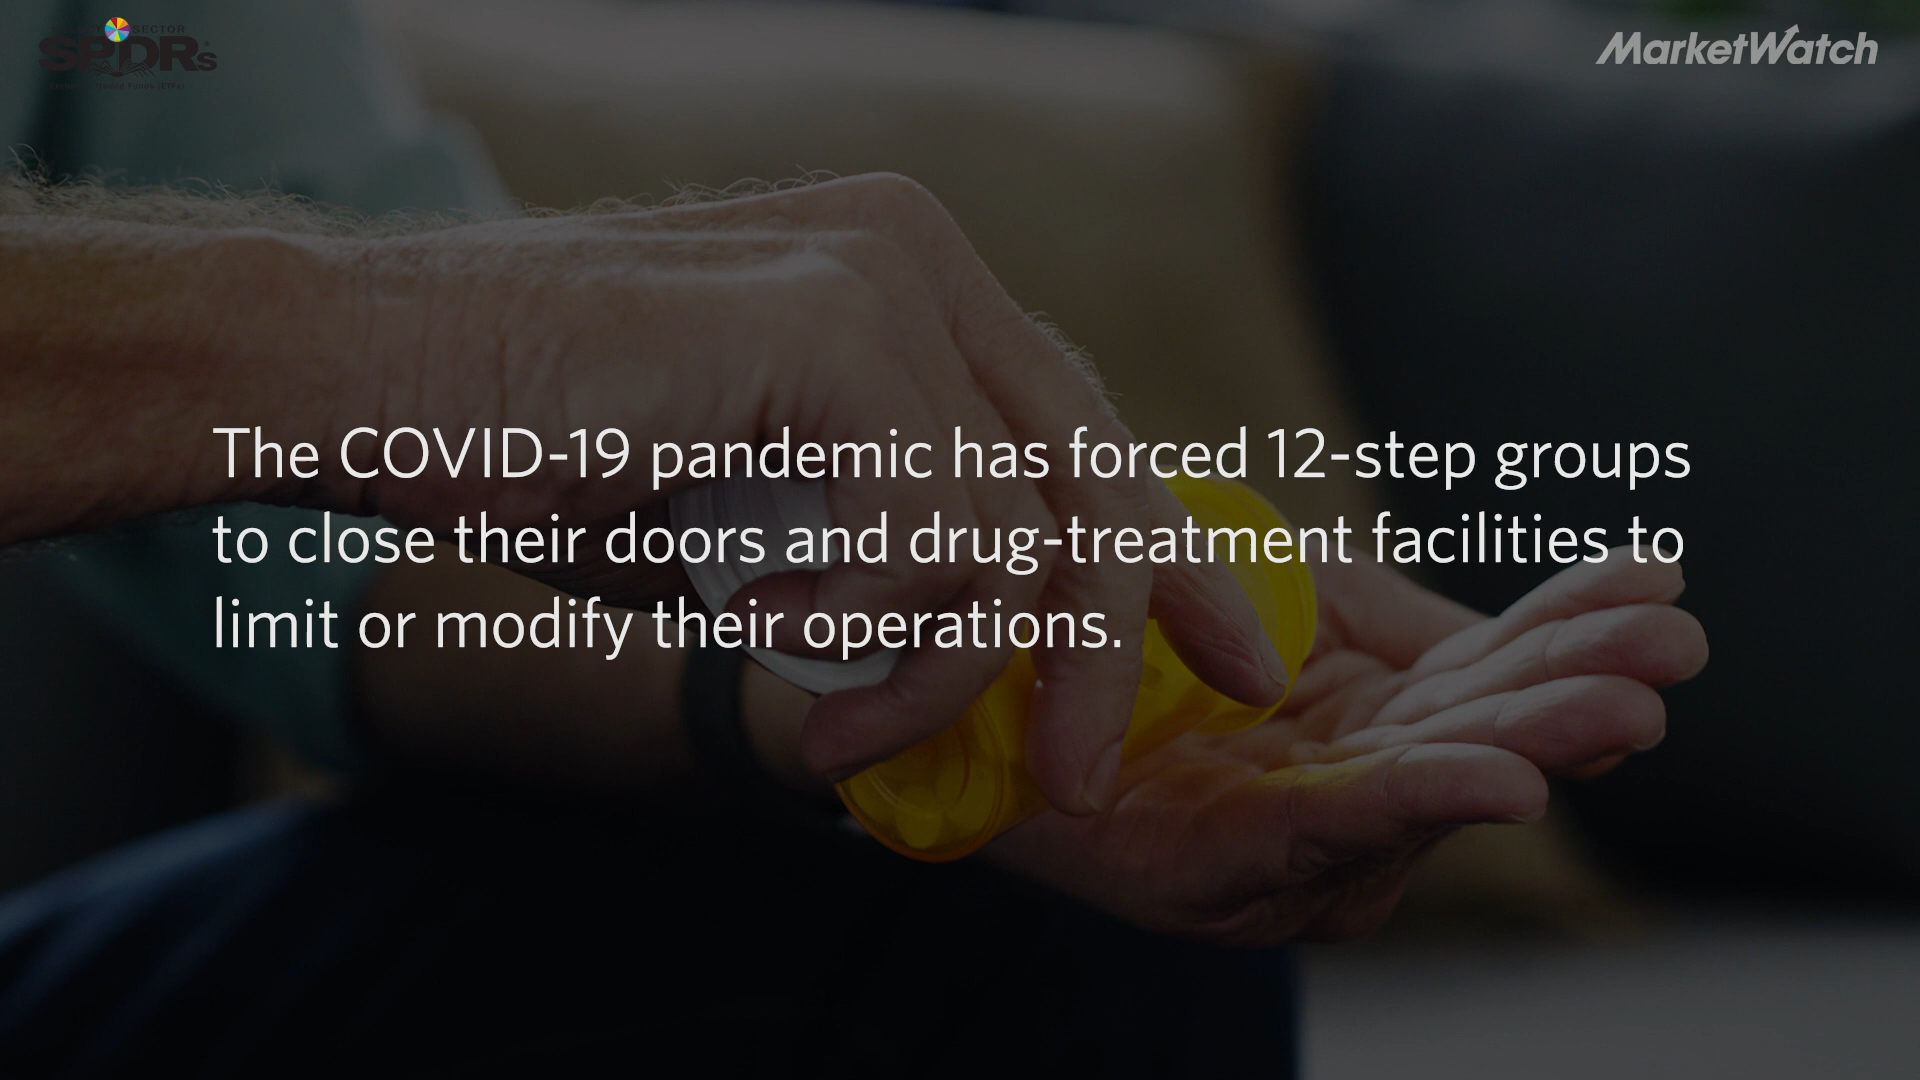 SECTOR
SPDRs
MarketWatch
The COVID-19 pandemic has forced 12-step groups
to close their doors and drug-treatment facilities to
limit or modify their operations.